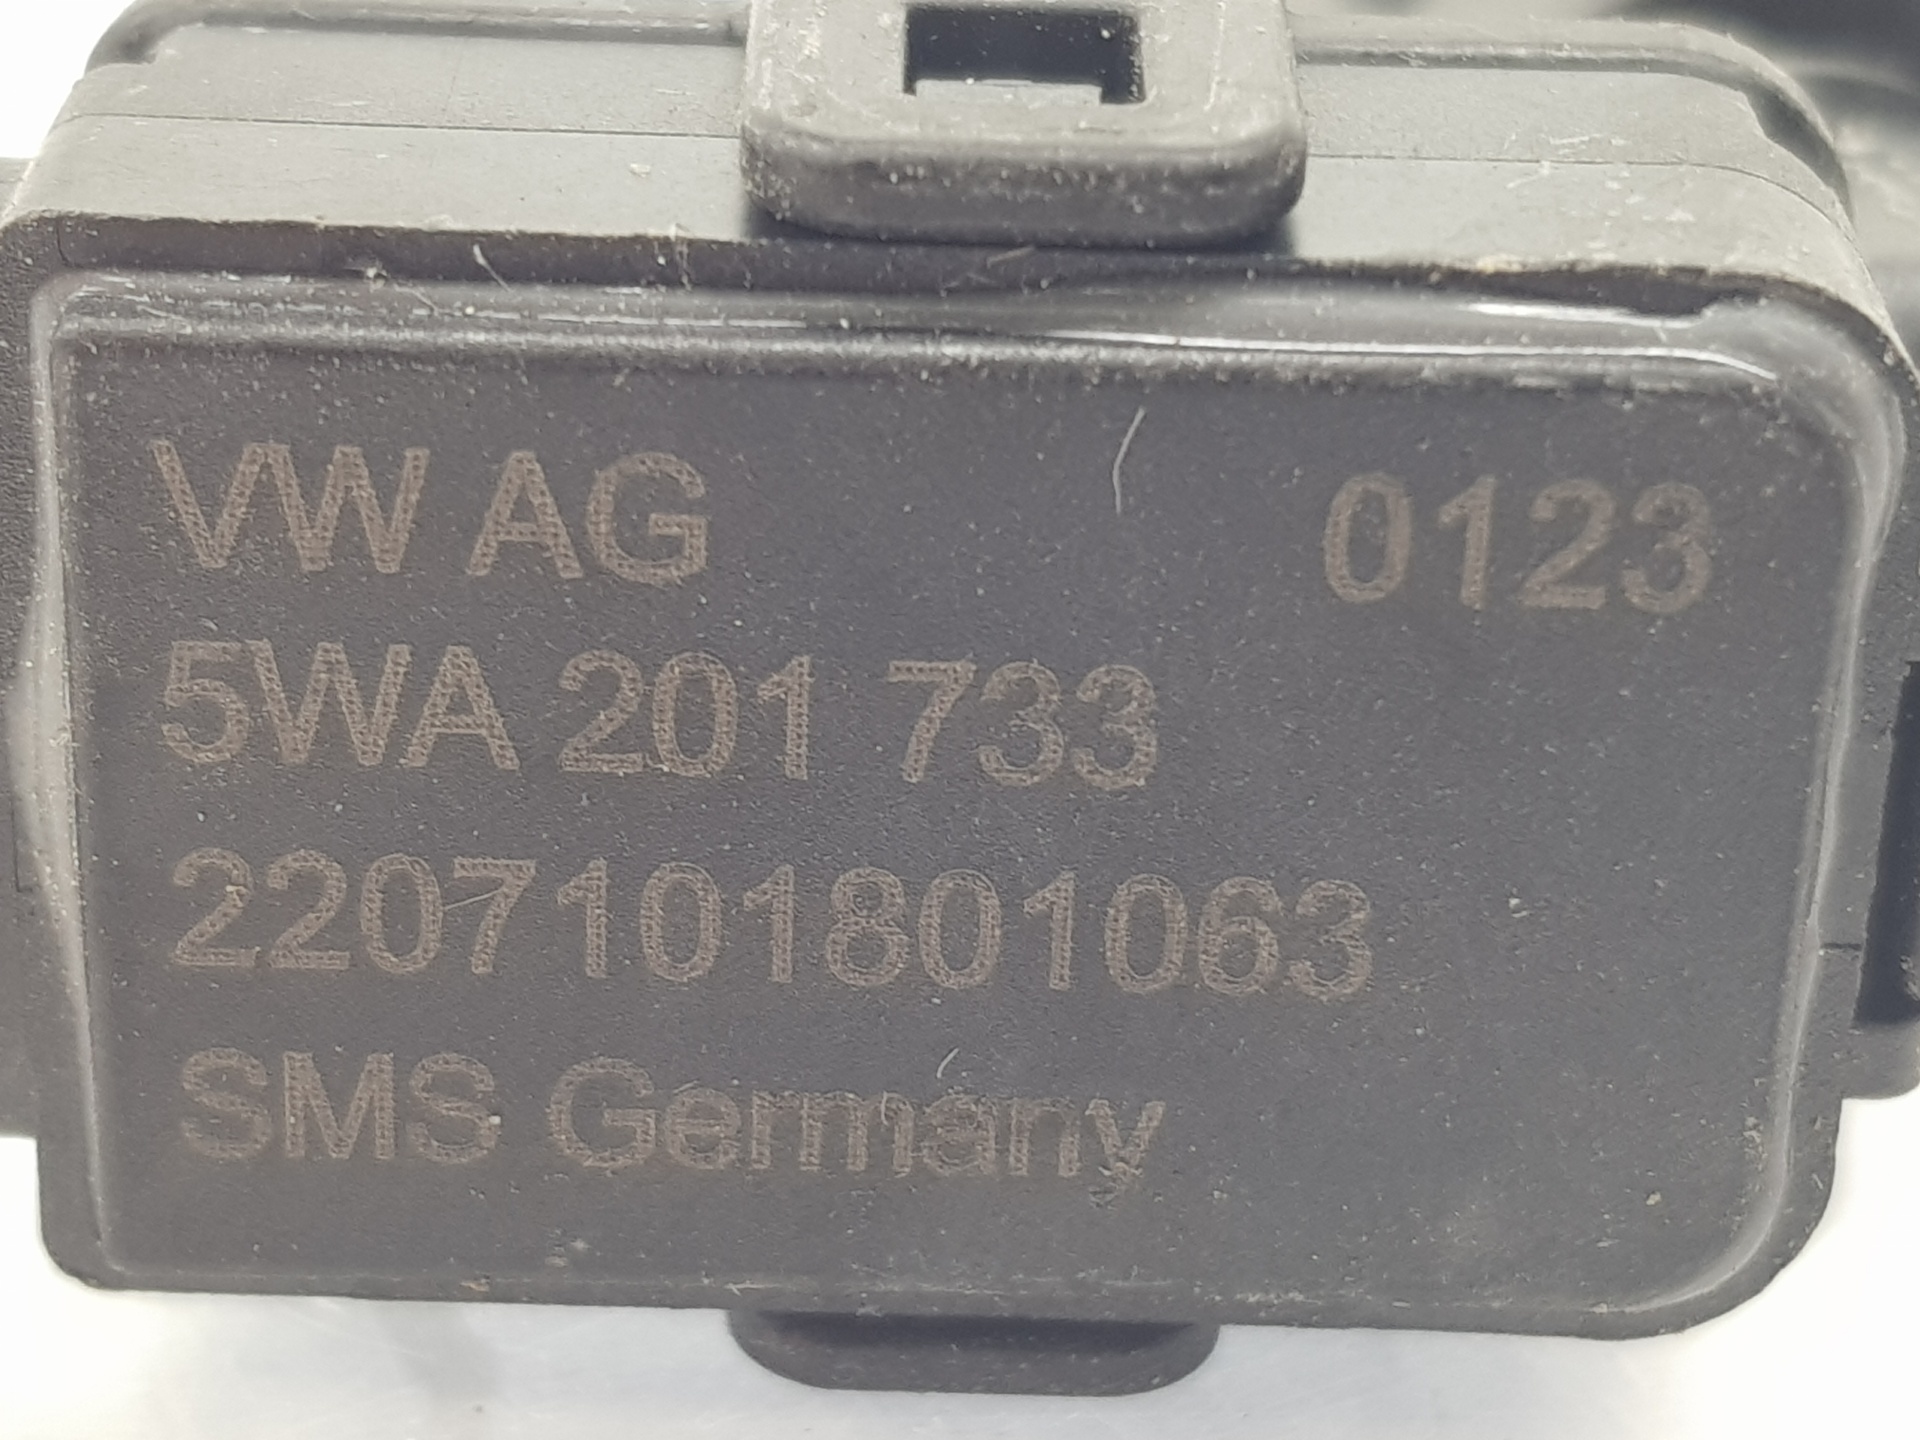 VW AG 0123
5WA 201 733
2207101801063
SMS Germany